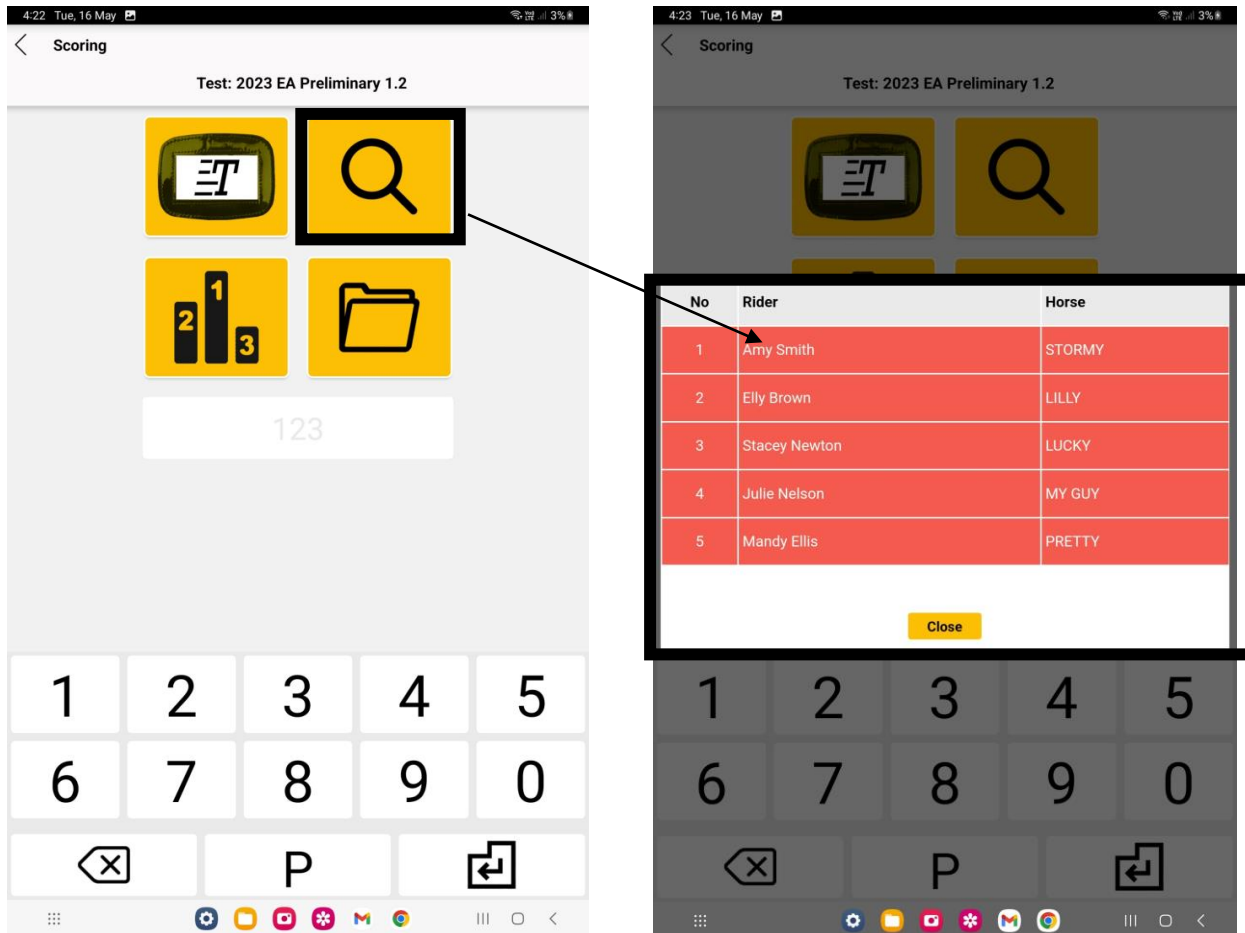 4:22 Tue, 16 May 3%
Scoring
Test: 2023 EA Preliminary 1.2
T
1
2
3
123
1 2 3 4 5
6 7 8 9 0
P
4:23 Tue, 16 May 3%
Scoring
Test: 2023 EA Preliminary 1.2
T
No Rider Horse
1 Amy Smith STORMY
2 Elly Brown LILLY
3 Stacey Newton LUCKY
4 Julie Nelson MY GUY
5 Mandy Ellis PRETTY
Close
1 2 3 4 5
6 7 8 9 0
P